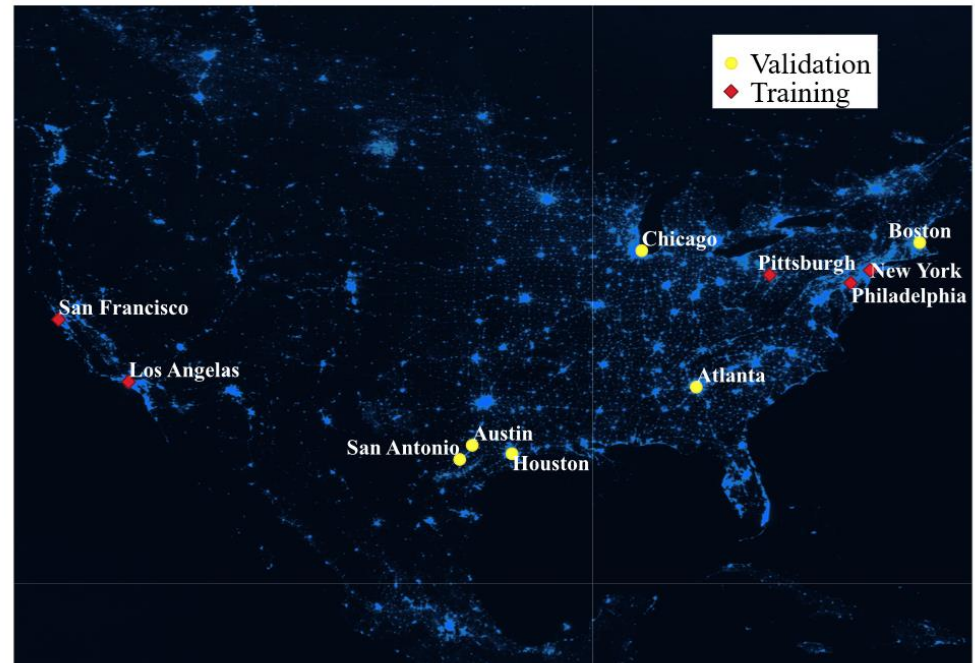 Validation
Training
Boston
Chicago
Pittsburgh
New York
Philadelphia
San Francisco
Los Angelas
Atlanta
Austin
San Antonio
Houston